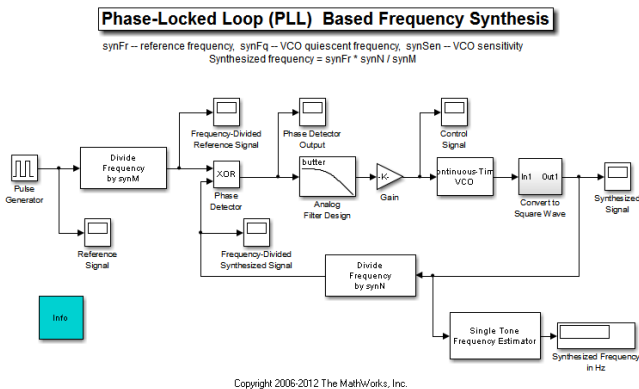 Phase-Locked Loop (PLL) Based Frequency Synthesis
synFr -- reference frequency, synFq -- VCO quiescent frequency, synSen -- VCO sensitivity
Synthesized frequency = synFr * synN / synM
Frequency-Divided
Reference Signal
Phase Detector
Output
Control
Signal
Pulse
Generator
Divide
Frequency
by synM
XOR
Phase
Detector
butter
Analog
Filter Design
-K-
Gain
ontinuous-Tim
VCO
In1 Out1
Convert to
Square Wave
Synthesized
Signal
Reference
Signal
Frequency-Divided
Synthesized Signal
Divide
Frequency
by synN
Info
Single Tone
Frequency Estimator
Synthesized Frequency
in Hz
Copyright 2006-2012 The MathWorks, Inc.